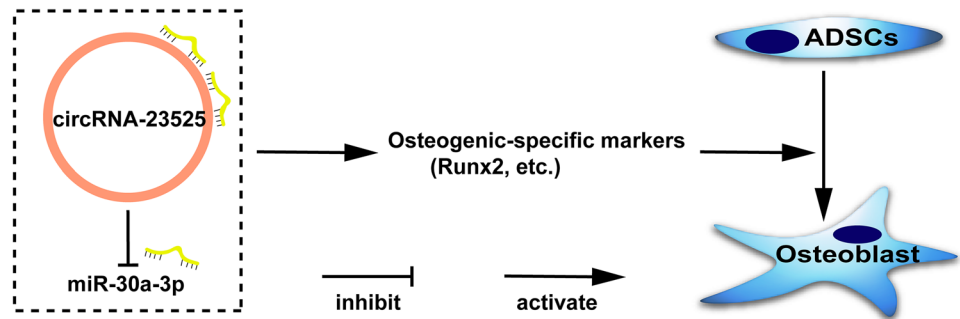 circRNA-23525
miR-30a-3p
Osteogenic-specific markers
(Runx2, etc.)
ADSCs
Osteoblast
inhibit
activate